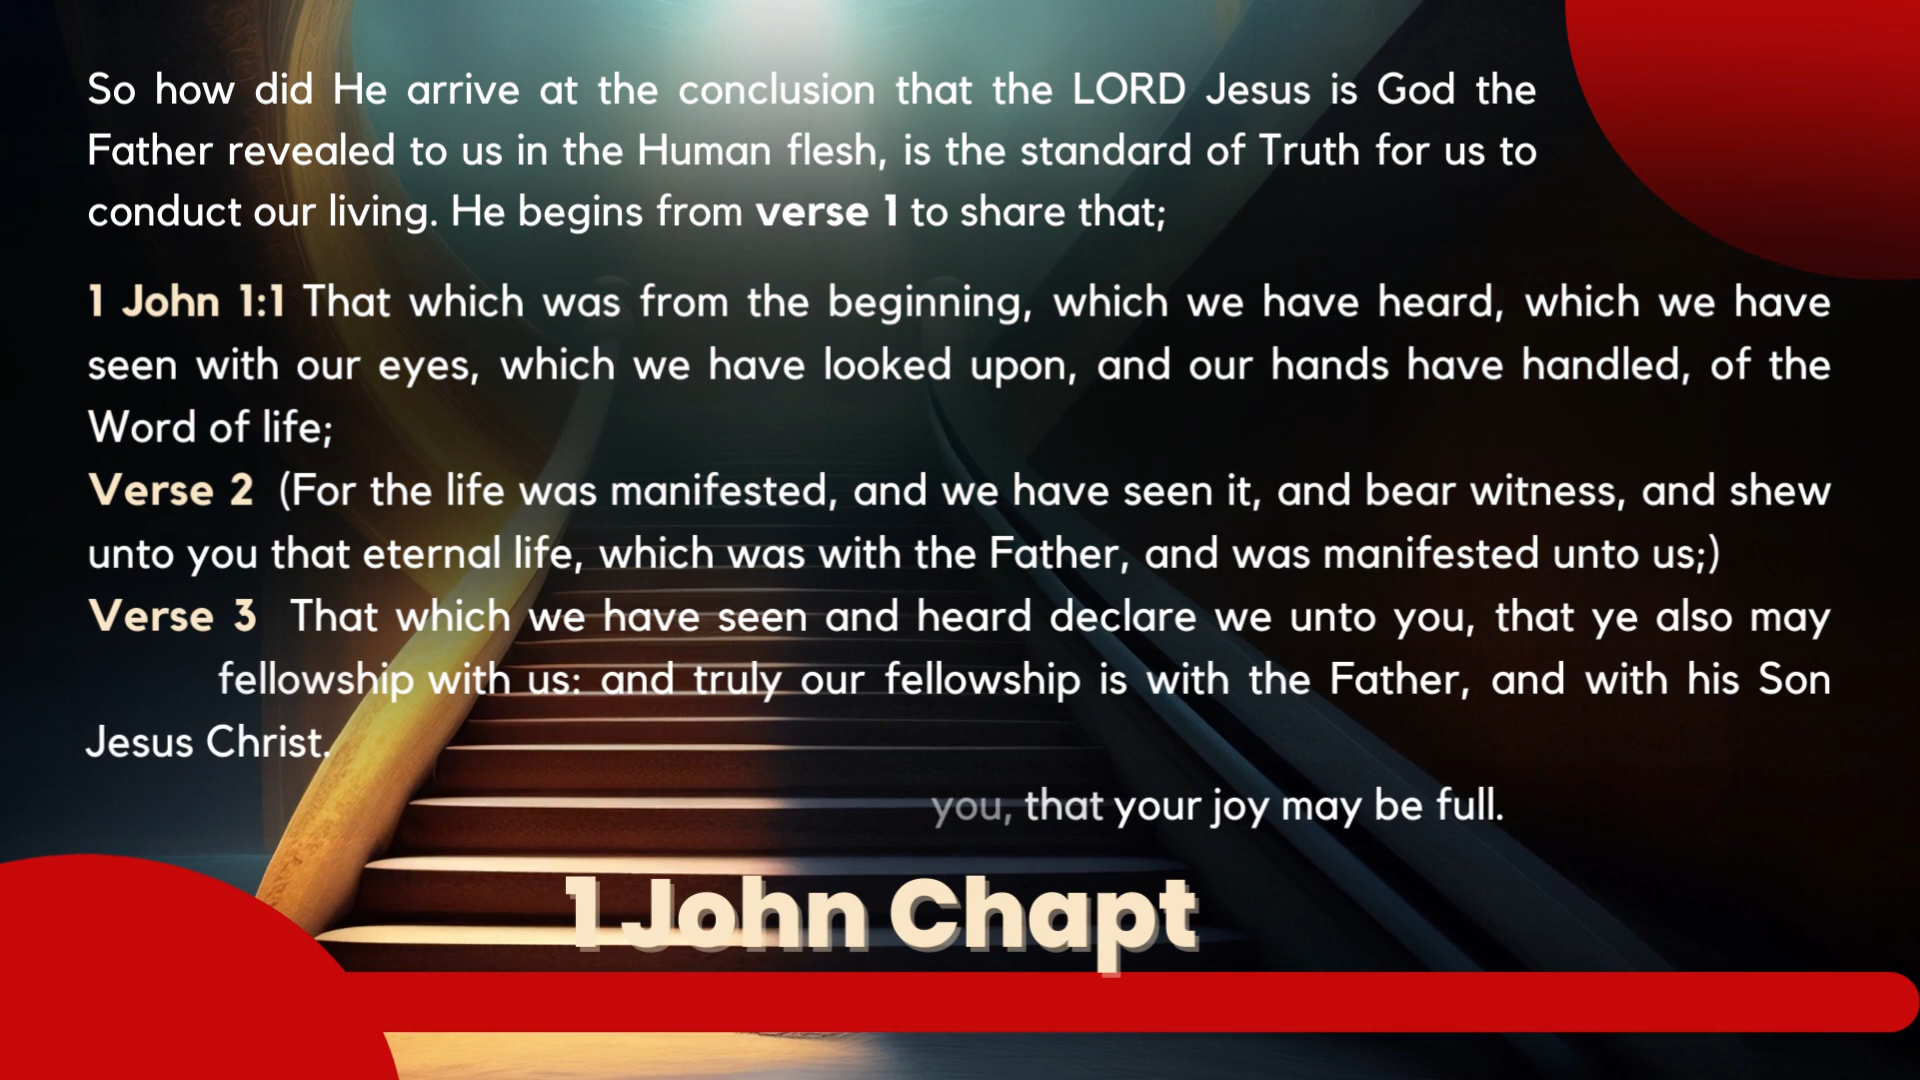 So how did He arrive at the conclusion that the LORD Jesus is God the
Father revealed to us in the Human flesh, is the standard of Truth for us to
conduct our living. He begins from verse 1 to share that;
1 John 1:1 That which was from the beginning, which we have heard, which we have
seen with our eyes, which we have looked upon, and our hands have handled, of the
Word of life;
Verse 2 (For the life was manifested, and we have seen it, and bear witness, and shew
unto you that eternal life, which was with the Father, and was manifested unto us;)
Verse 3 That which we have seen and heard declare we unto you, that ye also may
fellowship with us: and truly our fellowship is with the Father, and with his Son
Jesus Christ.
you, that your joy may be full.
1 John Chapt